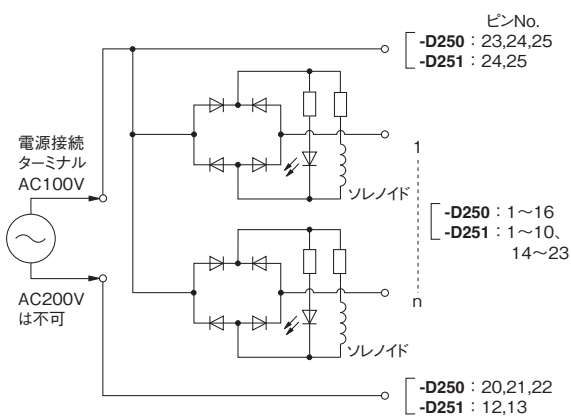 ピンNo.
-D250：23,24,25
-D251：24,25
電源接続
ターミナル
AC100V
1
ソレノイド
-D250：1～16
-D251：1～10、
14～23
AC200V
は不可
n
ソレノイド
-D250：20,21,22
-D251：12,13